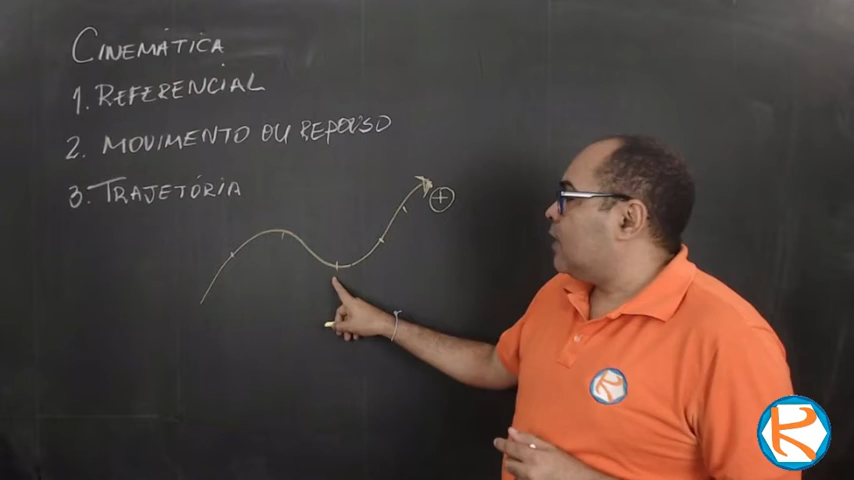 CINEMÁTICA
1. REFERENCIAL
2. MOVIMENTO OU REPOUSO
3. TRAJETÓRIA
+
R
R